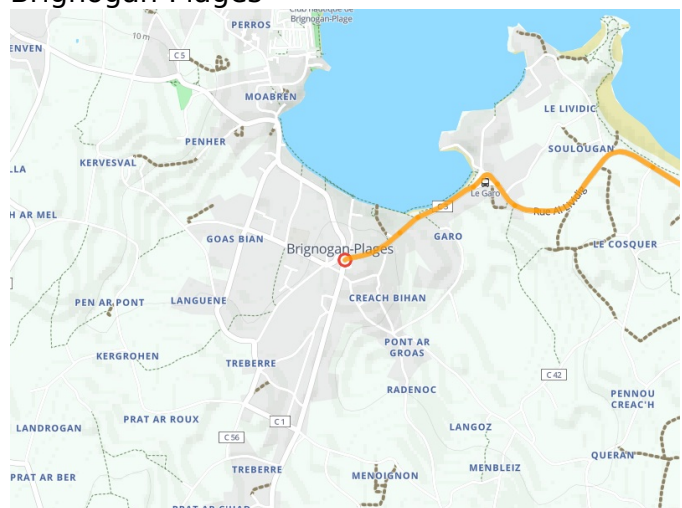 Brignogan-Plages
Club nautique de
Brignogan-Plage
PERROS
10 m
ENVEN
C 5
MOABREN
LE LIVIDIC
PENHER
SOULOUGAN
KERVESVAL
LLA
Le Garo
C 3
Rue Al Lividig
H AR MEL
GOAS BIAN
GARO
LE COSQUER
Brignogan-Plages
PEN AR PONT
LANGUENE
CREACH BIHAN
PONT AR
GROAS
KERGROHEN
TREBERRE
C 42
RADENOC
PENNOU
CREAC'H
PRAT AR ROUX
C 1
LANDROGAN
LANGOZ
C 56
QUERAN
TREBERRE
MENBLEIZ
PRAT AR BER
MENOIGNON